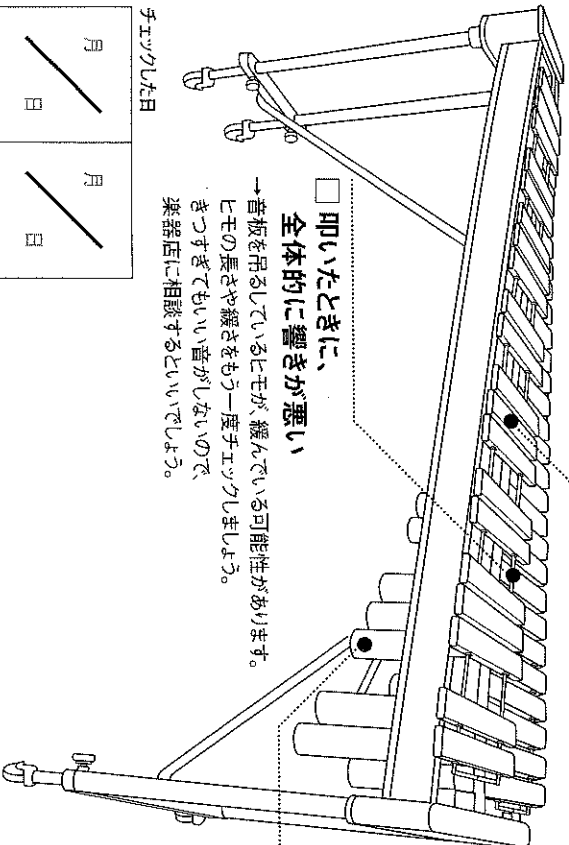 □ 叩いたときに、
全体的に響きが悪い
→音板を吊るしているヒモが、緩んでいる可能性があります。
ヒモの長さや緩さをもう一度チェックしましょう。
きつすぎてもいい音がしないので、
楽器店に相談するといいでしょう。
チェックした日
月 / 日
月 / 日